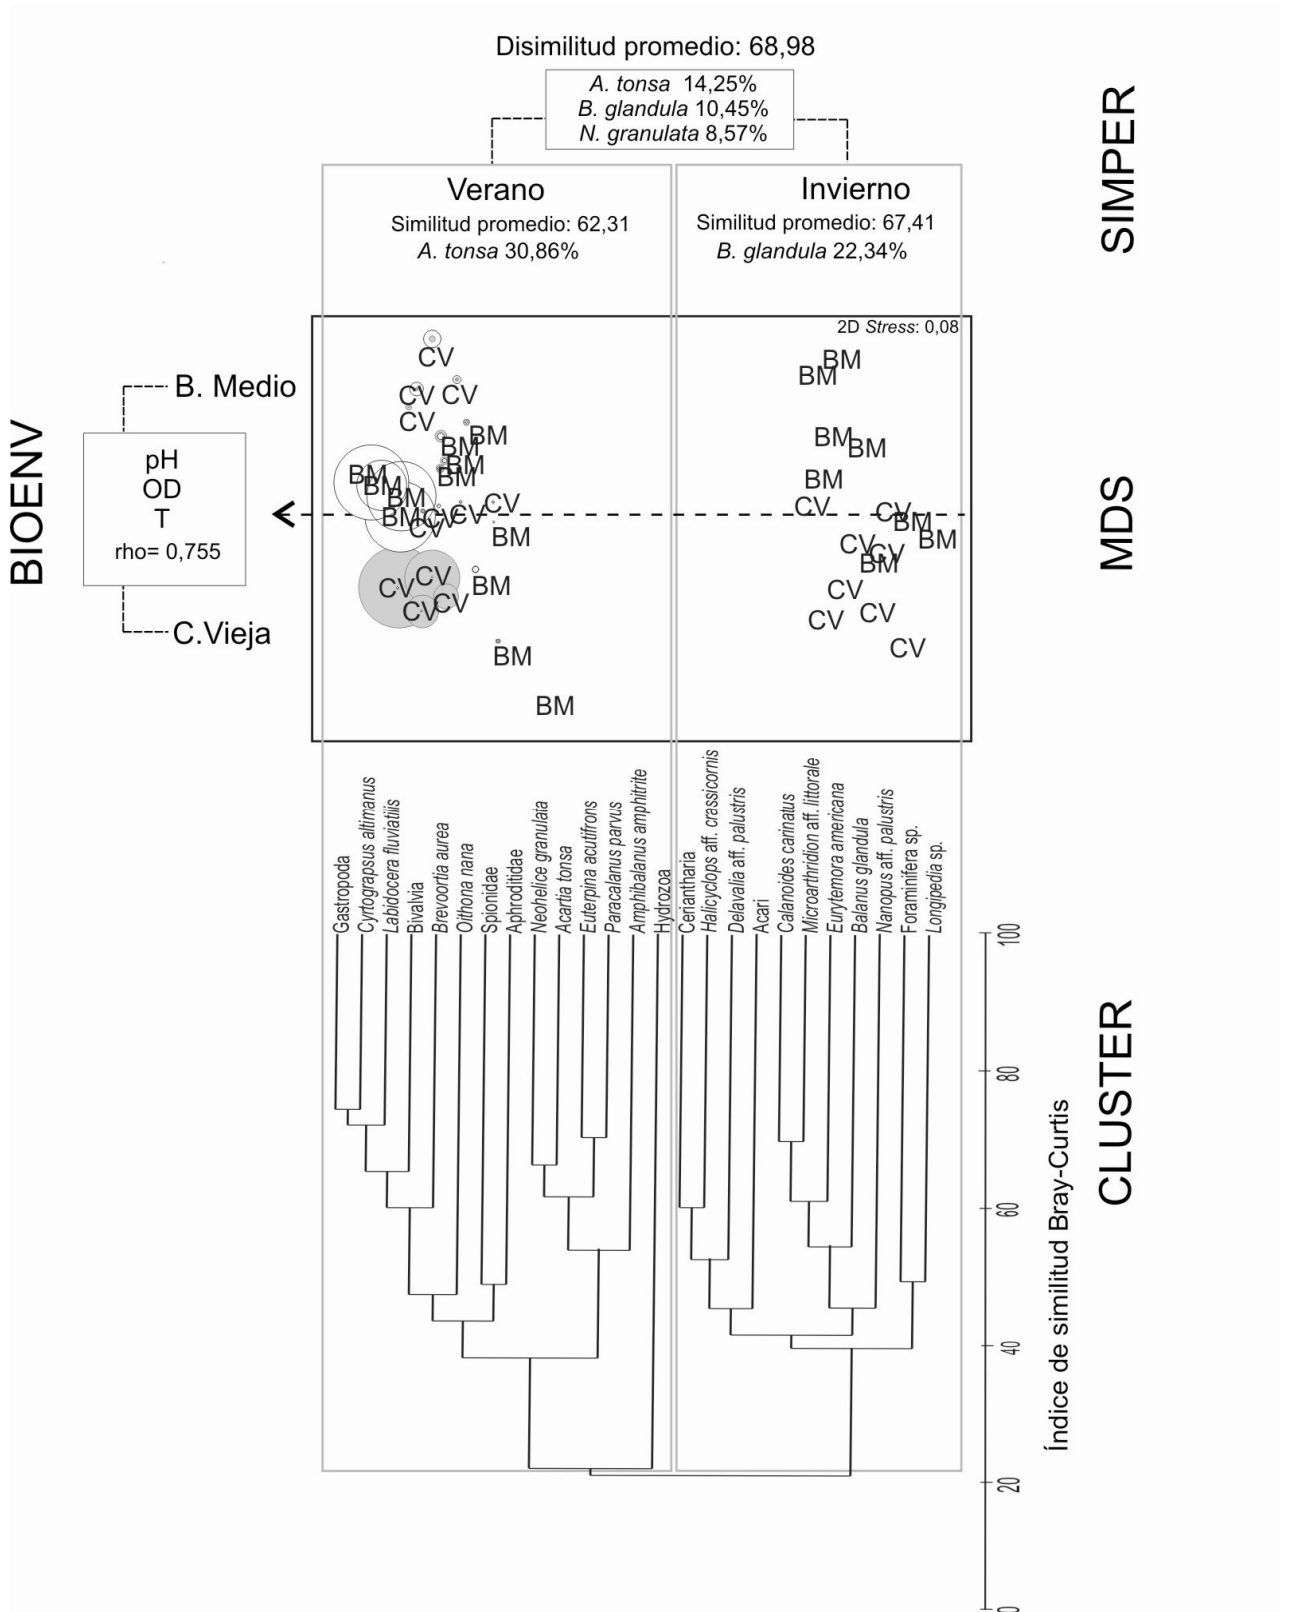 Disimilitud promedio: 68,98
A. tonsa 14,25%
B. glandula 10,45%
N. granulata 8,57%
SIMPER
Verano
Similitud promedio: 62,31
A. tonsa 30,86%
Invierno
Similitud promedio: 67,41
B. glandula 22,34%
2D Stress: 0,08
BIOENV
B. Medio
pH
OD
T
rho= 0,755
C.Vieja
MDS
CV
CV
CV
CV
BM
BM
BM
BM
BM
BM
BM
BM
CV
CV
CV
CV
BM
CV
CV
BM
CV
CV
BM
BM
BM
BM
BM
BM
BM
CV
CV
BM
BM
CV
CV
BM
CV
CV
CV
CV
Gastropoda
Cyrtograpsus altimanus
Labidocera fluviatilis
Bivalvia
Brevoortia aurea
Oithona nana
Spionidae
Aphroditidae
Neohelice granulaia
Acartia tonsa
Euterpina acutifrons
Paracalanus parvus
Amphibalanus amphitrite
Hydrozoa
Ceriantharia
Halicyclops aff. crassicornis
Delavalia aff. palustris
Acari
Calanoides carinatus
Microarthridion aff. littorale
Eurytemora americana
Balanus glandula
Nanopus aff. palustris
Foraminifera sp.
Longipedia sp.
100
80
60
40
20
0
Índice de similitud Bray-Curtis
CLUSTER